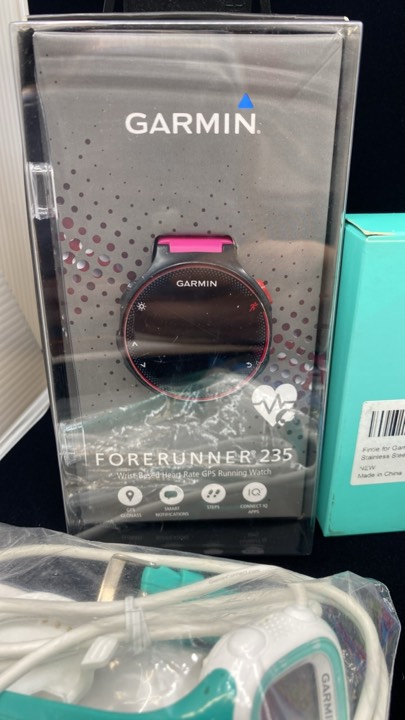 GARMIN
GARMIN
FORERUNNER 235
Wrist-Based Heart Rate GPS Running Watch
SMART
NOTIFICATIONS
STEPS
IQ
CONNECT IQ
APPS
NEW
Made in China
GARMIN